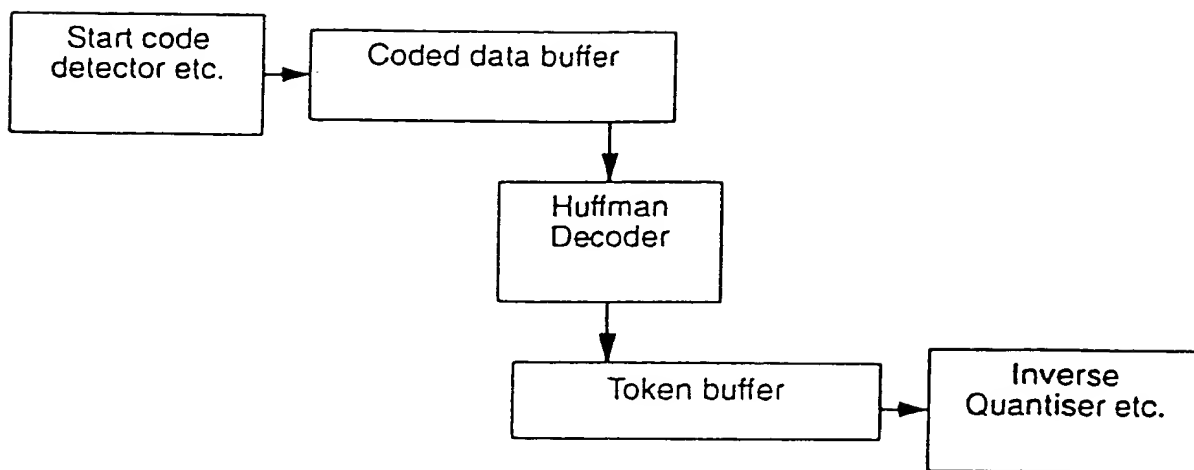 Start code
detector etc.
Coded data buffer
Huffman
Decoder
Token buffer
Inverse
Quantiser etc.